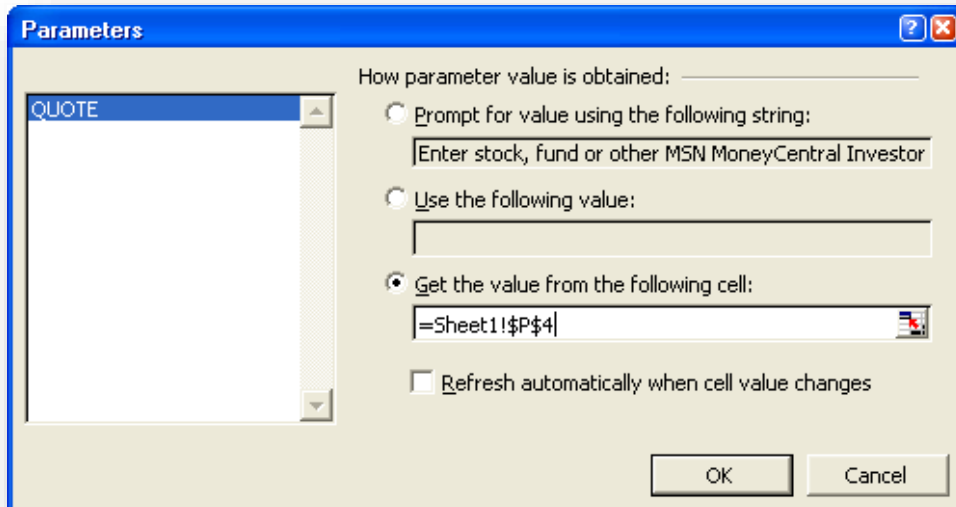 Parameters
How parameter value is obtained:
QUOTE
Prompt for value using the following string:
Enter stock, fund or other MSN MoneyCentral Investor
Use the following value:
Get the value from the following cell:
=Sheet1!$P$4
Refresh automatically when cell value changes
OK
Cancel